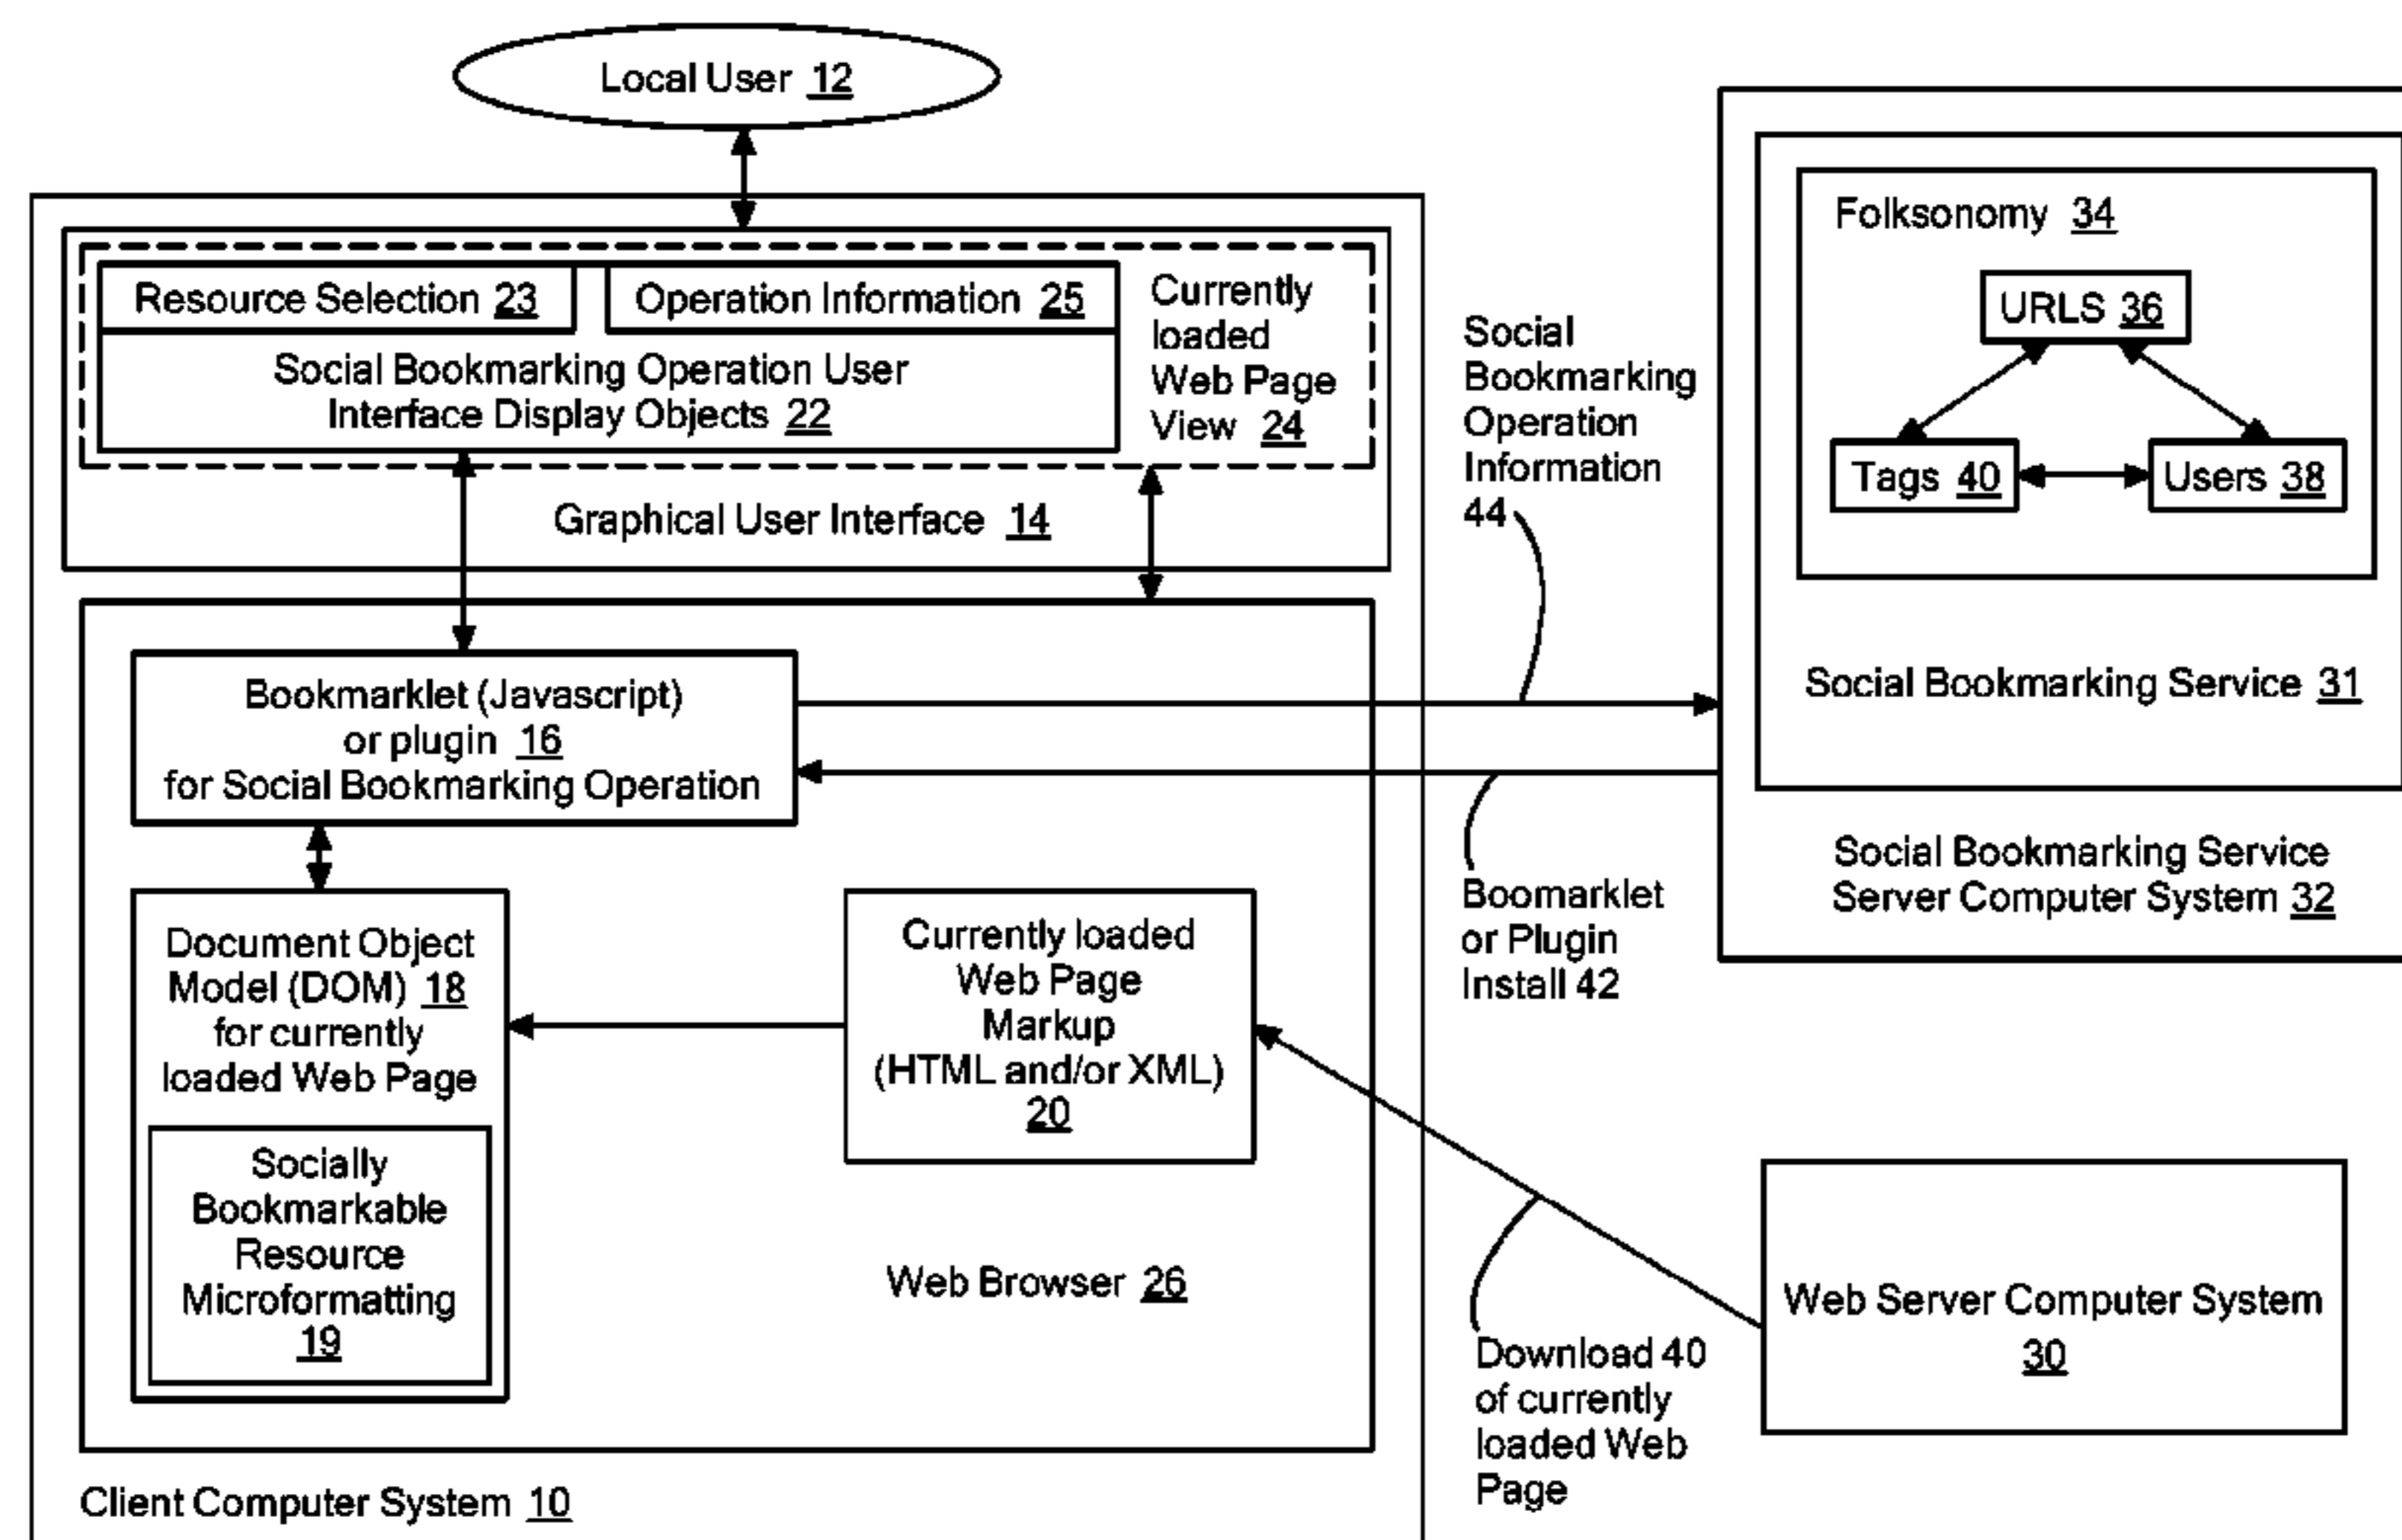 Local User 12
Resource Selection 23
Operation Information 25
Social Bookmarking Operation User
Interface Display Objects 22
Currently
loaded
Web Page
View 24
Graphical User Interface 14
Bookmarklet (Javascript)
or plugin 16
for Social Bookmarking Operation
Document Object
Model (DOM) 18
for currently
loaded Web Page
Socially
Bookmarkable
Resource
Microformatting
19
Currently loaded
Web Page
Markup
(HTML and/or XML)
20
Web Browser 26
Client Computer System 10
Social
Bookmarking
Operation
Information
44
Boomarklet
or Plugin
Install 42
Download 40
of currently
loaded Web
Page
Folksonomy 34
URLS 36
Tags 40
Users 38
Social Bookmarking Service 31
Social Bookmarking Service
Server Computer System 32
Web Server Computer System
30